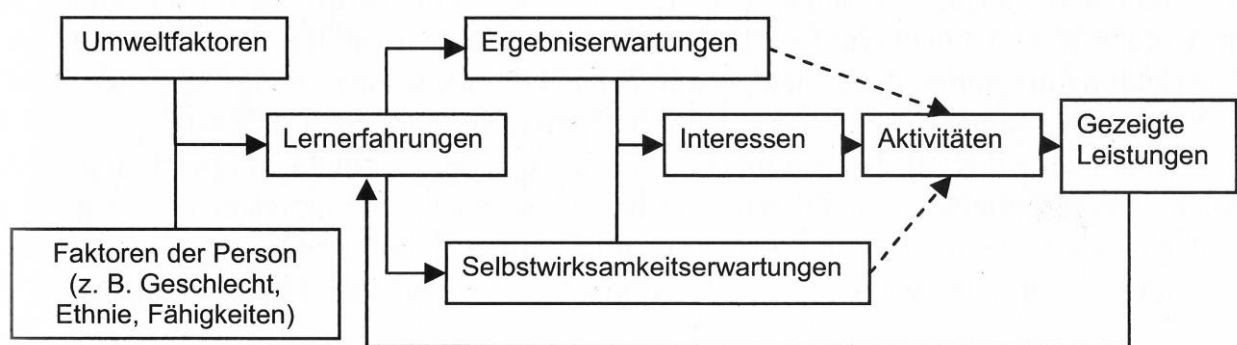 Umweltfaktoren
Ergebniserwartungen
Lernerfahrungen
Interessen
Aktivitäten
Gezeigte
Leistungen
Faktoren der Person
(z. B. Geschlecht,
Ethnie, Fähigkeiten)
Selbstwirksamkeitserwartungen